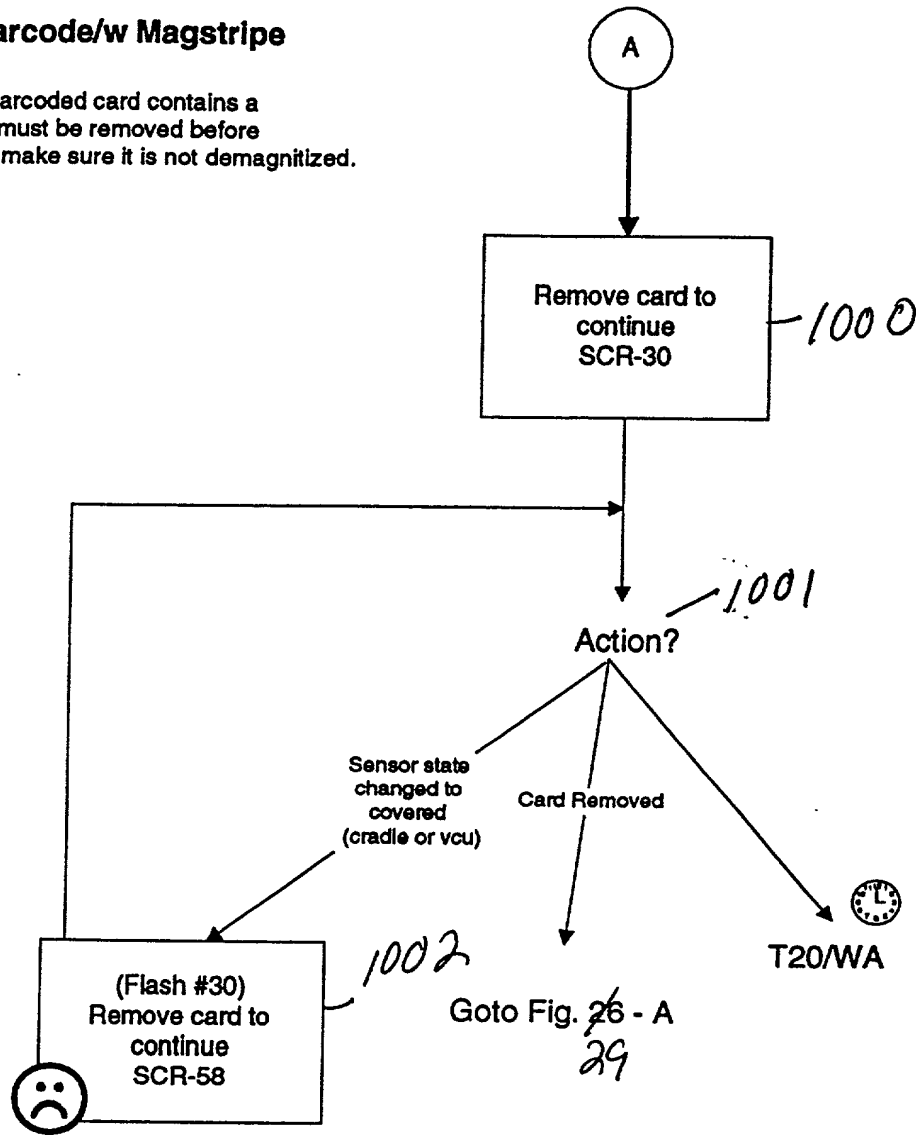 arcode/w Magstripe
arcoded card contains a
must be removed before
make sure it is not demagnitized.
A
Remove card to
continue
SCR-30
1000
1001
Action?
Sensor state
changed to
covered
(cradle or vcu)
Card Removed
T20/WA
(Flash #30)
Remove card to
continue
SCR-58
1002
Goto Fig. 26 - A
29